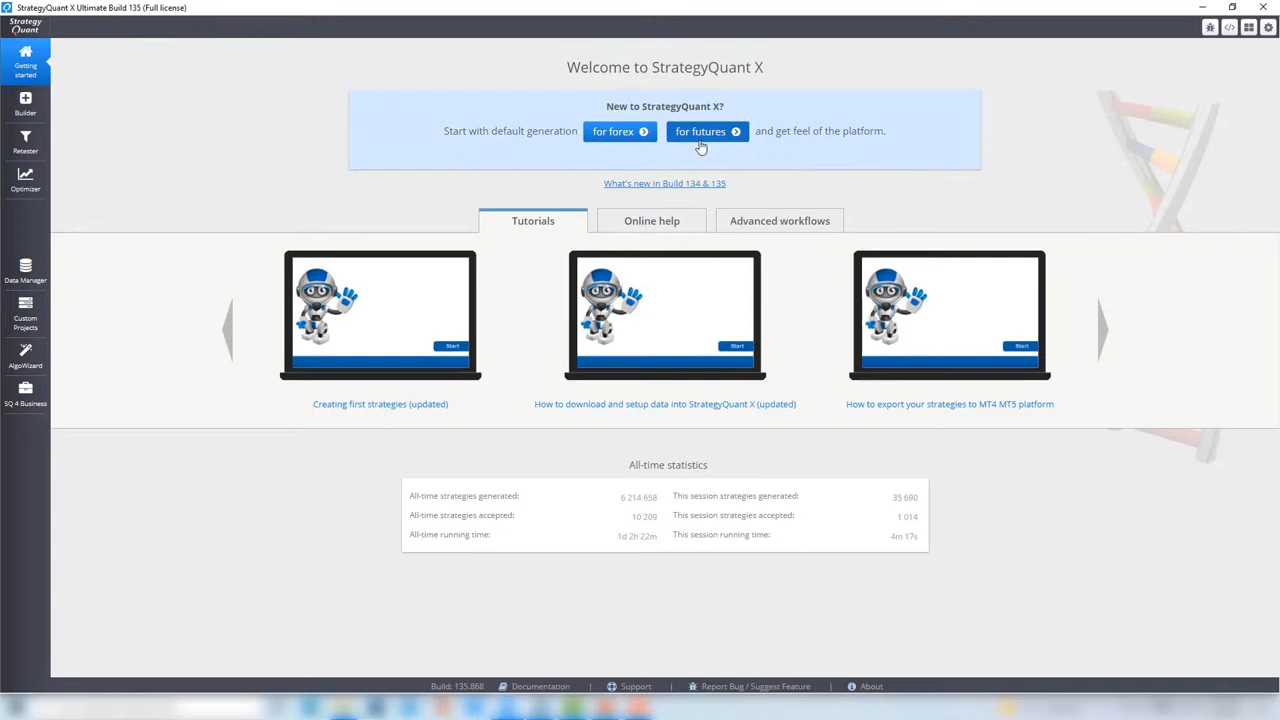 StrategyQuant X Ultimate Build 135 (Full license)
Strategy
Quant
Getting
started
Builder
Retester
Optimizer
Data Manager
Custom
Projects
AlgoWizard
SQ 4 Business
Welcome to StrategyQuant X
New to StrategyQuant X?
Start with default generation for forex for futures and get feel of the platform.
What's new in Build 134 & 135
Tutorials Online help Advanced workflows
Start Start Start
Creating first strategies (updated) How to download and setup data into StrategyQuant X (updated) How to export your strategies to MT4 MT5 platform
All-time statistics
All-time strategies generated: 6 214 658 This session strategies generated: 35 690
All-time strategies accepted: 10 209 This session strategies accepted: 1 014
All-time running time: 1d 2h 22m This session running time: 4m 17s
Build: 135.868 Documentation | Support | Report Bug / Suggest Feature | About